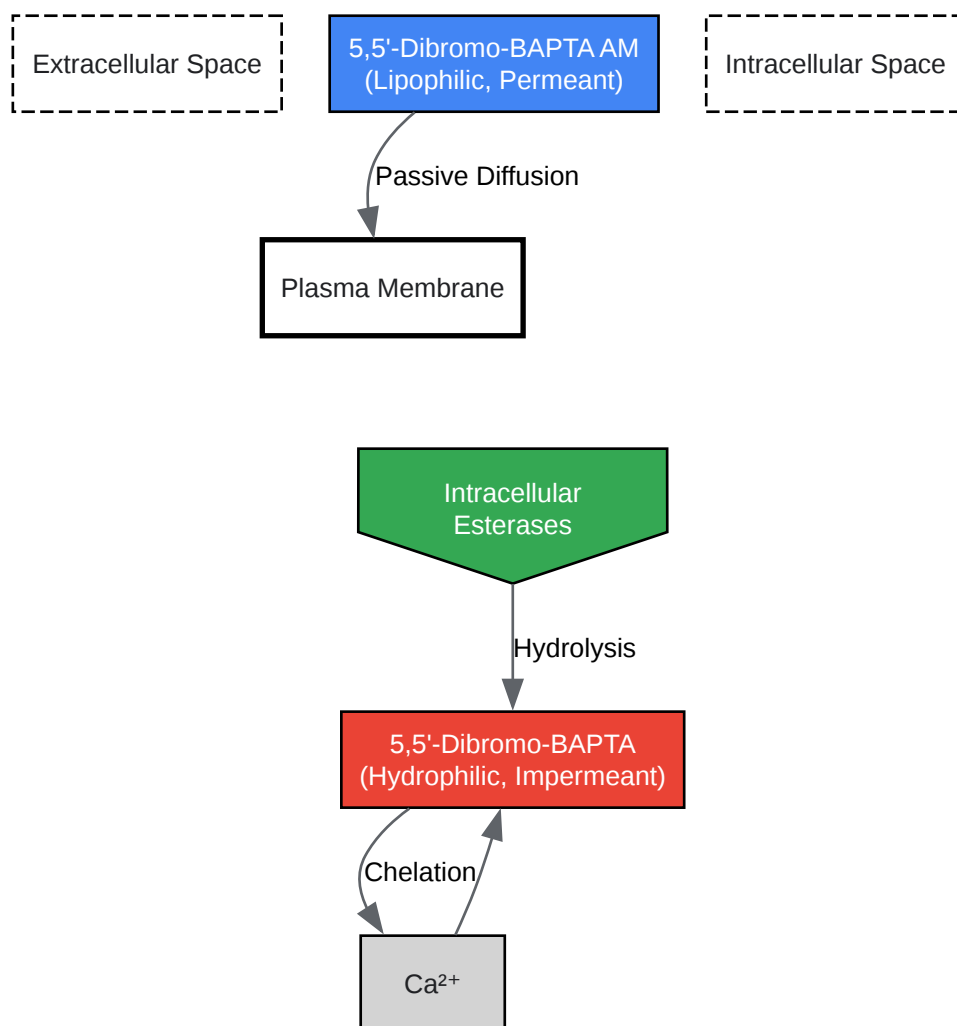 Extracellular Space
5,5'-Dibromo-BAPTA AM
(Lipophilic, Permeant)
Intracellular Space
Passive Diffusion
Plasma Membrane
Intracellular
Esterases
Hydrolysis
5,5'-Dibromo-BAPTA
(Hydrophilic, Impermeant)
Chelation
Ca²⁺